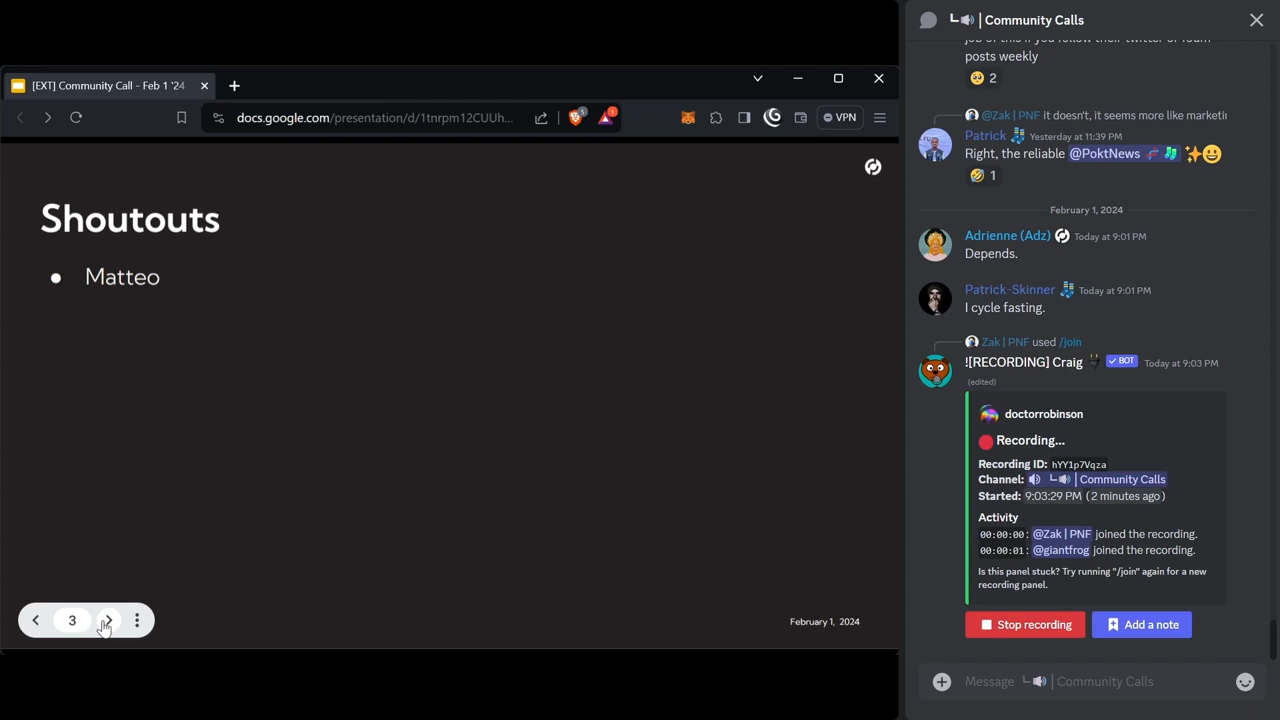 [EXT] Community Call - Feb 1 '24
docs.google.com/presentation/d/1tnrpm12CUUh...
5
1
VPN
Shoutouts
Matteo
3
February 1, 2024
Community Calls
posts weekly
2
@Zak | PNF it doesn't, it seems more like marketin
Patrick Yesterday at 11:39 PM
Right, the reliable @PoktNews
1
February 1, 2024
Adrienne (Adz) Today at 9:01 PM
Depends.
Patrick-Skinner Today at 9:01 PM
I cycle fasting.
Zak | PNF used /join
![RECORDING] Craig BOT Today at 9:03 PM
(edited)
doctorrobinson
Recording...
Recording ID: hYY1p7Vqza
Channel: Community Calls
Started: 9:03:29 PM (2 minutes ago)
Activity
00:00:00: @Zak | PNF joined the recording.
00:00:01: @giantfrog joined the recording.
Is this panel stuck? Try running "/join" again for a new
recording panel.
Stop recording
Add a note
Message Community Calls